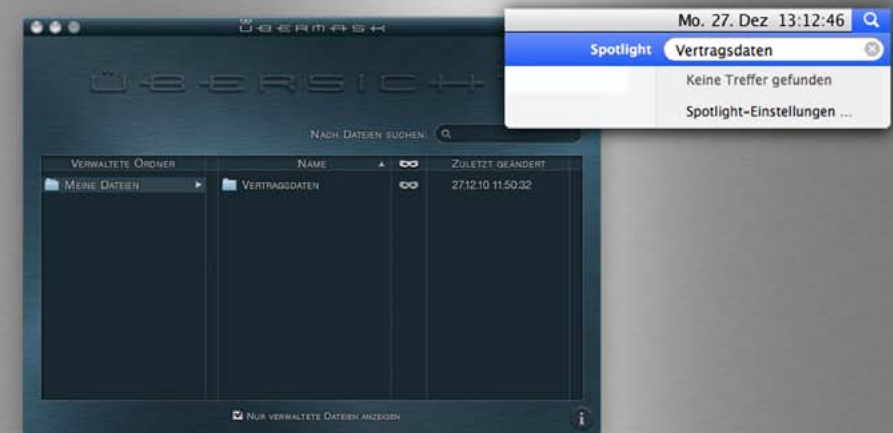 ÜBERMASK
ÜBERSICHT
NACH DATEIEN SUCHEN:
VERWALTETE ORDNER NAME ZULETZT GEÄNDERT
MEINE DATEIEN VERTRAGSDATEN 27.12.10 11:50:32
NUR VERWALTETE DATEIEN ANZEIGEN
i
Mo. 27. Dez 13:12:46
Spotlight Vertragsdaten
Keine Treffer gefunden
Spotlight-Einstellungen ...